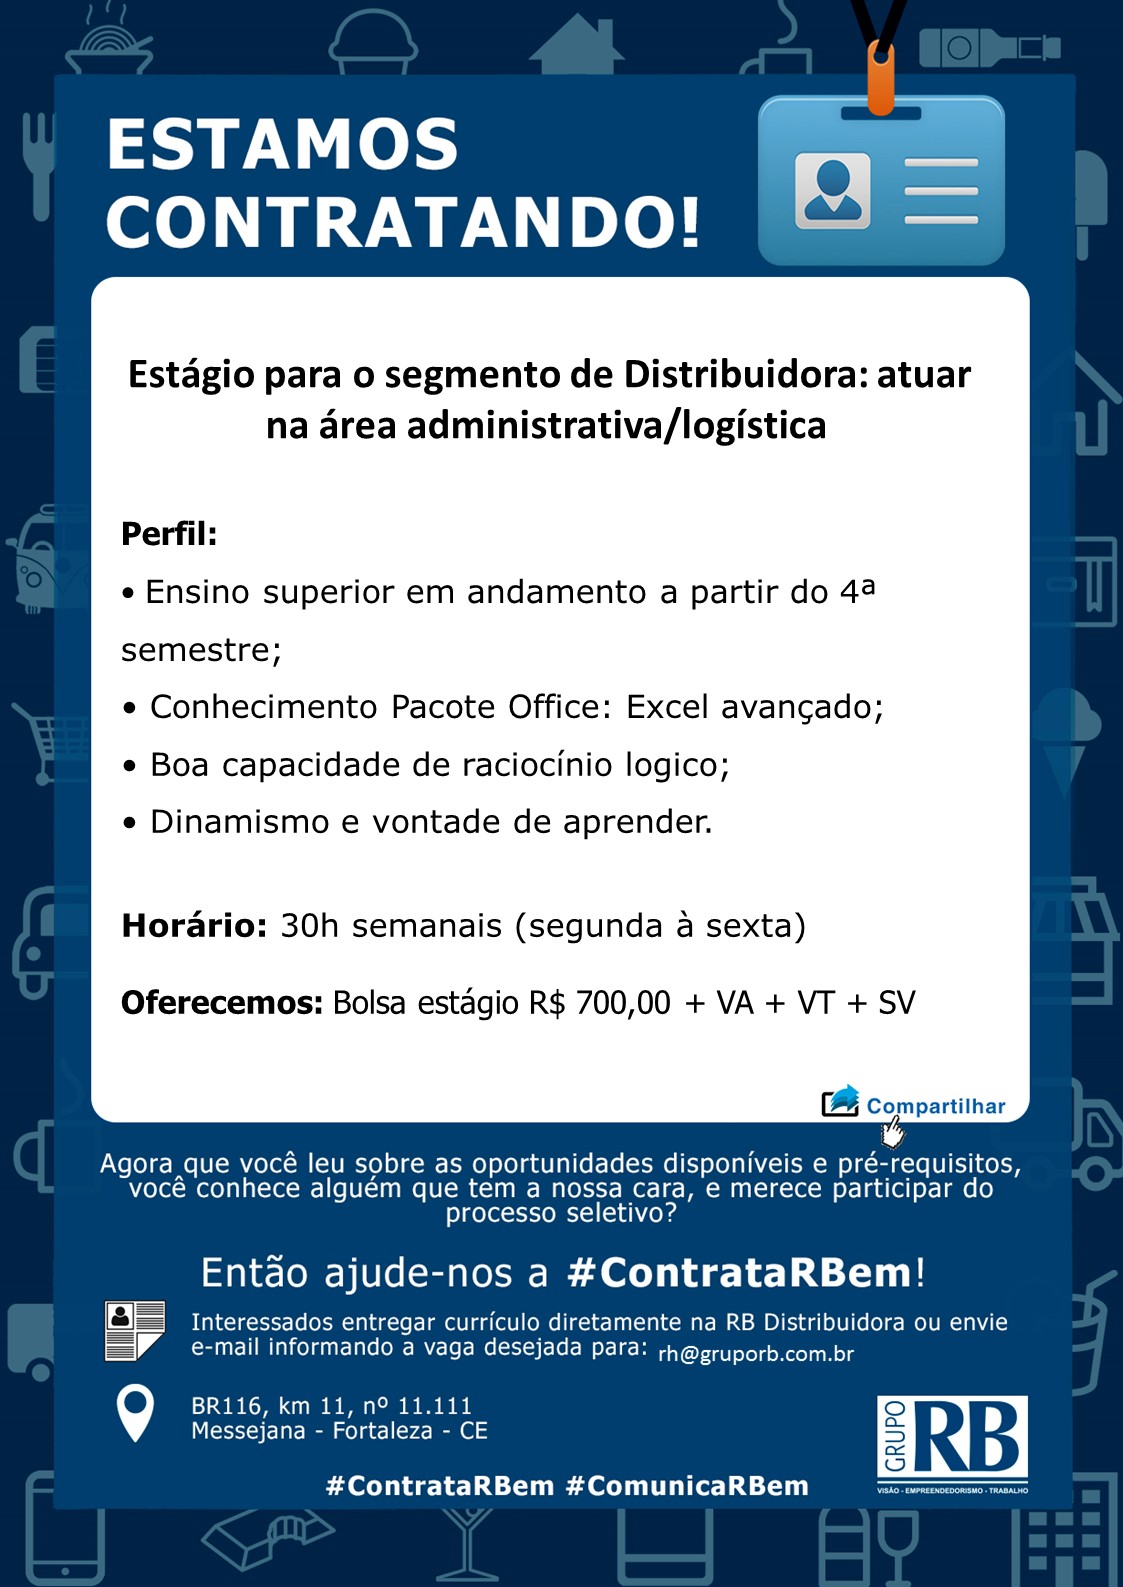 ESTAMOS
CONTRATANDO!
Estágio para o segmento de Distribuidora: atuar
na área administrativa/logística
Perfil:
• Ensino superior em andamento a partir do 4ª
semestre;
• Conhecimento Pacote Office: Excel avançado;
• Boa capacidade de raciocínio logico;
• Dinamismo e vontade de aprender.
Horário: 30h semanais (segunda à sexta)
Oferecemos: Bolsa estágio R$ 700,00 + VA + VT + SV
Compartilhar
Agora que você leu sobre as oportunidades disponíveis e pré-requisitos,
você conhece alguém que tem a nossa cara, e merece participar do
processo seletivo?
Então ajude-nos a #ContrataRBem!
Interessados entregar currículo diretamente na RB Distribuidora ou envie
e-mail informando a vaga desejada para: rh@gruporb.com.br
BR116, km 11, nº 11.111
Messejana - Fortaleza - CE
GRUPO RB
VISÃO - EMPREENDEDORISMO - TRABALHO
#ContrataRBem #ComunicaRBem